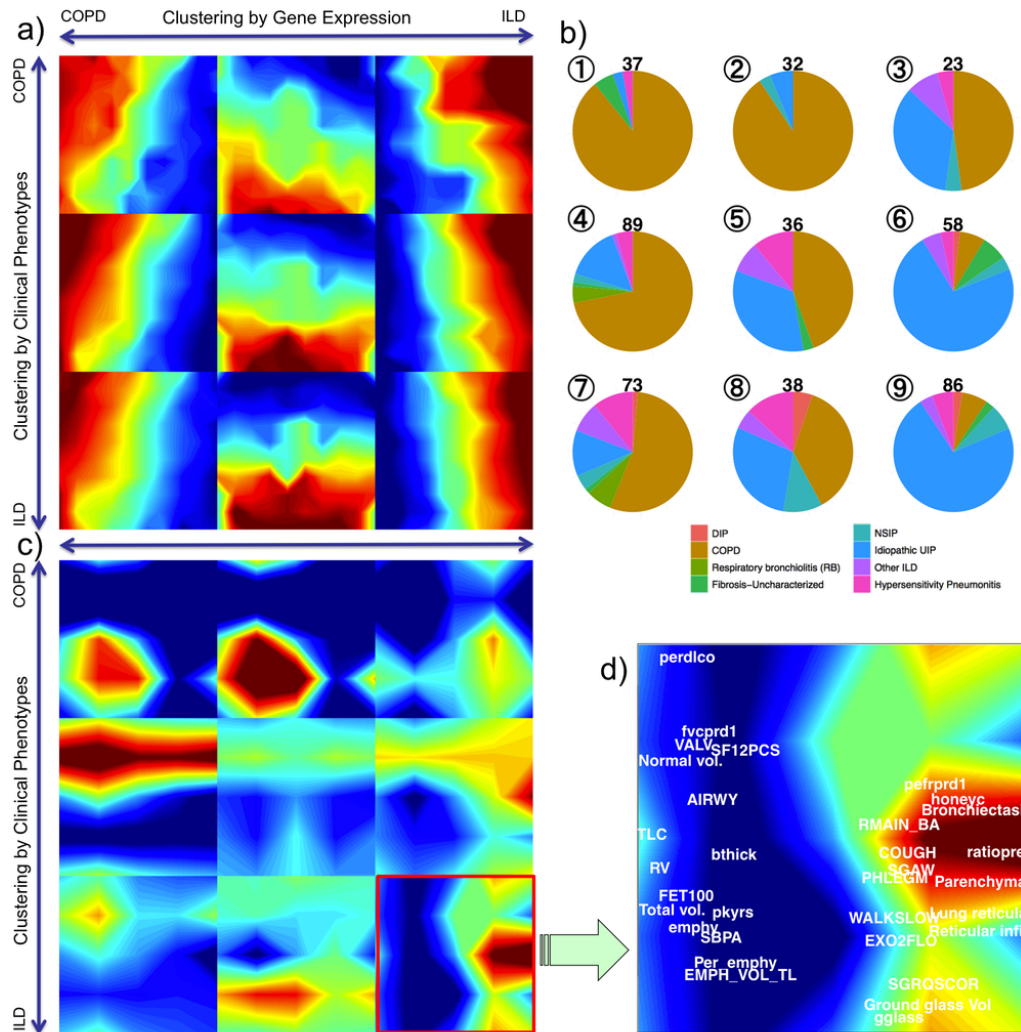 COPD
Clustering by Gene Expression
ILD
a)
b)
COPD
Clustering by Clinical Phenotypes
ILD
① 37
② 32
③ 23
④ 89
⑤ 36
⑥ 58
⑦ 73
⑧ 38
⑨ 86
DIP
COPD
Respiratory bronchiolitis (RB)
Fibrosis-Uncharacterized
NSIP
Idiopathic UIP
Other ILD
Hypersensitivity Pneumonitis
c)
COPD
Clustering by Clinical Phenotypes
ILD
d)
perdlco
fvcprd1
VALV
SF12PCS
Normal vol.
pefrprd1
AIRWY
honeyc
Bronchiectas
TLC
RMAIN_BA
bthick
COUGH
ratiopre
RV
SGAW
PHLEGM
Parenchyma
FET100
Total vol.
pkyrs
WALKSLOW
Lung reticula
emphy
SBPA
EXO2FLO
Reticular infi
Per_emphy
EMPH_VOL_TL
SGRQSCOR
Ground glass Vol
gglass